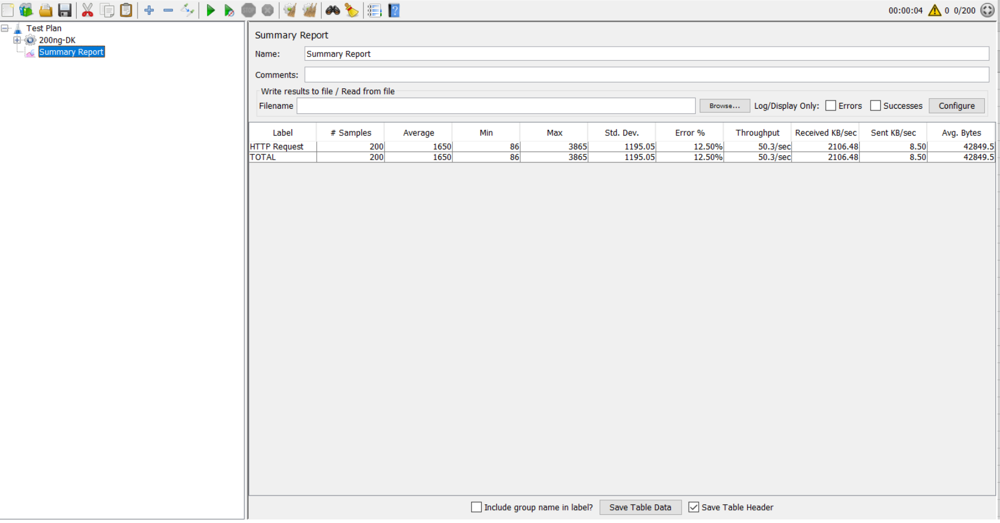 00:00:04 0 0/200
Test Plan
200ng-DK
Summary Report
Summary Report
Name: Summary Report
Comments:
Write results to file / Read from file
Filename Browse... Log/Display Only: Errors Successes Configure
Label # Samples Average Min Max Std. Dev. Error % Throughput Received KB/sec Sent KB/sec Avg. Bytes
HTTP Request 200 1650 86 3865 1195.05 12.50% 50.3/sec 2106.48 8.50 42849.5
TOTAL 200 1650 86 3865 1195.05 12.50% 50.3/sec 2106.48 8.50 42849.5
Include group name in label? Save Table Data Save Table Header